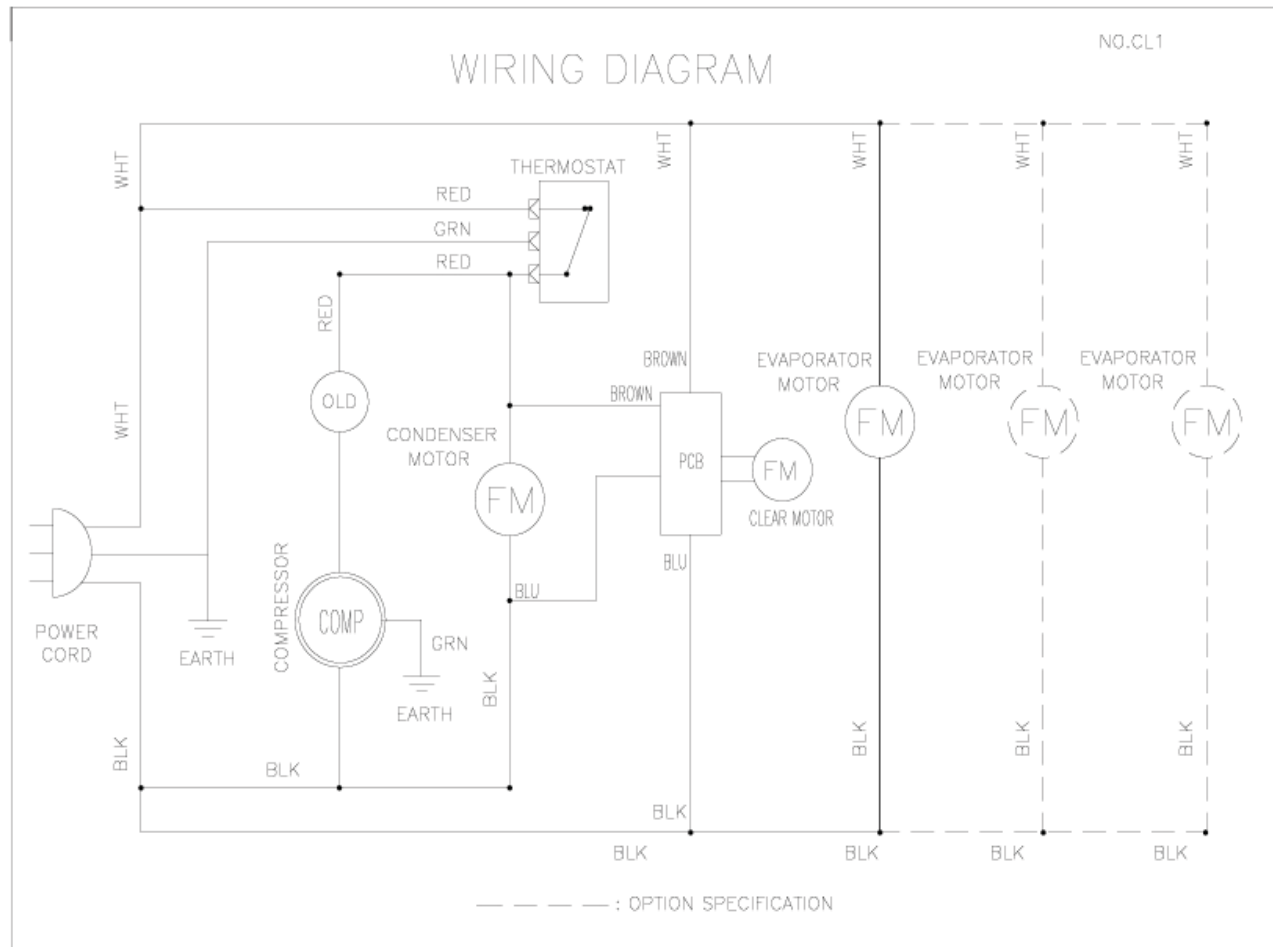 NO.CL1
WIRING DIAGRAM
WHT
WHT
WHT
WHT
WHT
THERMOSTAT
RED
GRN
RED
RED
BROWN
BROWN
EVAPORATOR
MOTOR
EVAPORATOR
MOTOR
EVAPORATOR
MOTOR
OLD
WHT
CONDENSER
MOTOR
FM
FM
FM
PCB
FM
FM
CLEAR MOTOR
BLU
BLU
COMPRESSOR
COMP
POWER
CORD
EARTH
GRN
EARTH
BLK
BLK
BLK
BLK
BLK
BLK
BLK
BLK
BLK
BLK
BLK
BLK
: OPTION SPECIFICATION